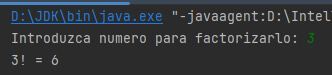 D:\JDK\bin\java.exe "-javaagent:D:\Intel
Introduzca numero para factorizarlo: 3
3! = 6